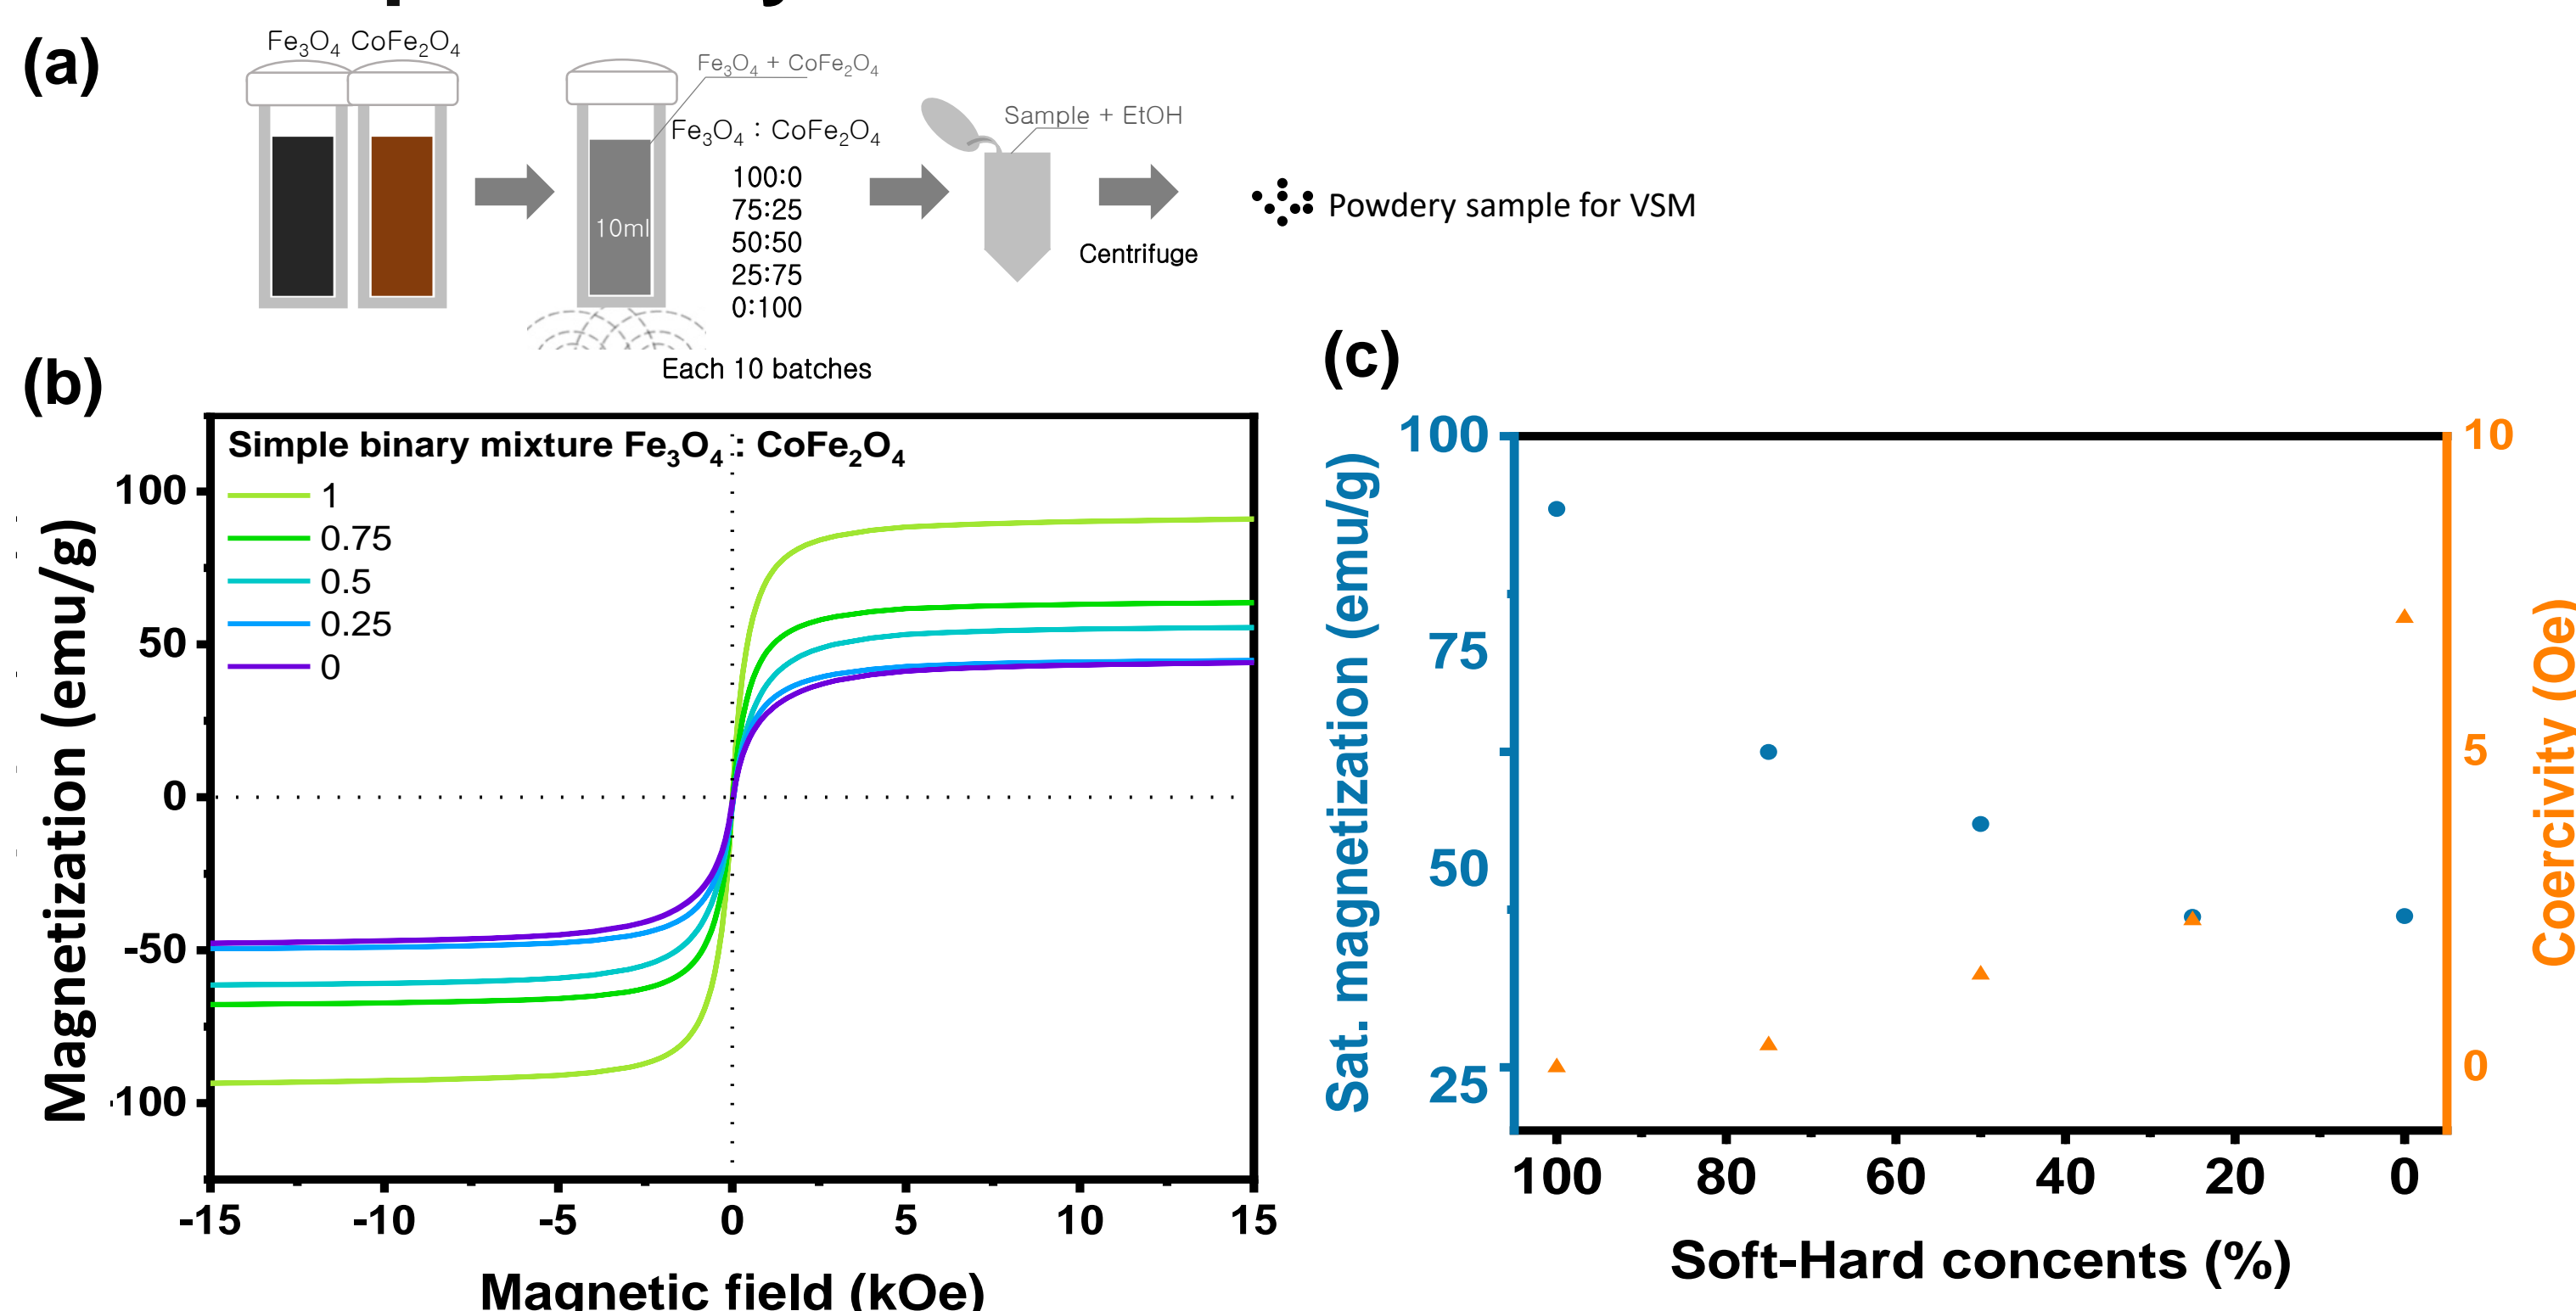 (a)
Fe₃O₄ CoFe₂O₄
Fe₃O₄ + CoFe₂O₄
Fe₃O₄ : CoFe₂O₄
100:0
75:25
50:50
25:75
0:100
10ml
Each 10 batches
Sample + EtOH
Centrifuge
Powdery sample for VSM
(b)
Simple binary mixture Fe₃O₄ : CoFe₂O₄
1
0.75
0.5
0.25
0
Magnetization (emu/g)
100
50
0
-50
-100
-15 -10 -5 0 5 10 15
Magnetic field (kOe)
(c)
Sat. magnetization (emu/g)
100
75
50
25
10
5
0
Coercivity (Oe)
100 80 60 40 20 0
Soft-Hard concents (%)